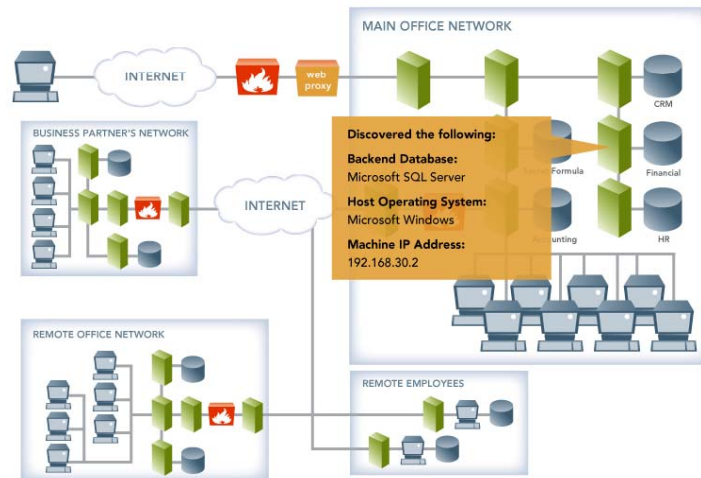 MAIN OFFICE NETWORK
INTERNET
web
proxy
CRM
BUSINESS PARTNER'S NETWORK
Discovered the following:
Backend Database:
Microsoft SQL Server
Host Operating System:
Microsoft Windows
Machine IP Address:
192.168.30.2
Formula
Financial
INTERNET
Accounting
HR
REMOTE OFFICE NETWORK
REMOTE EMPLOYEES